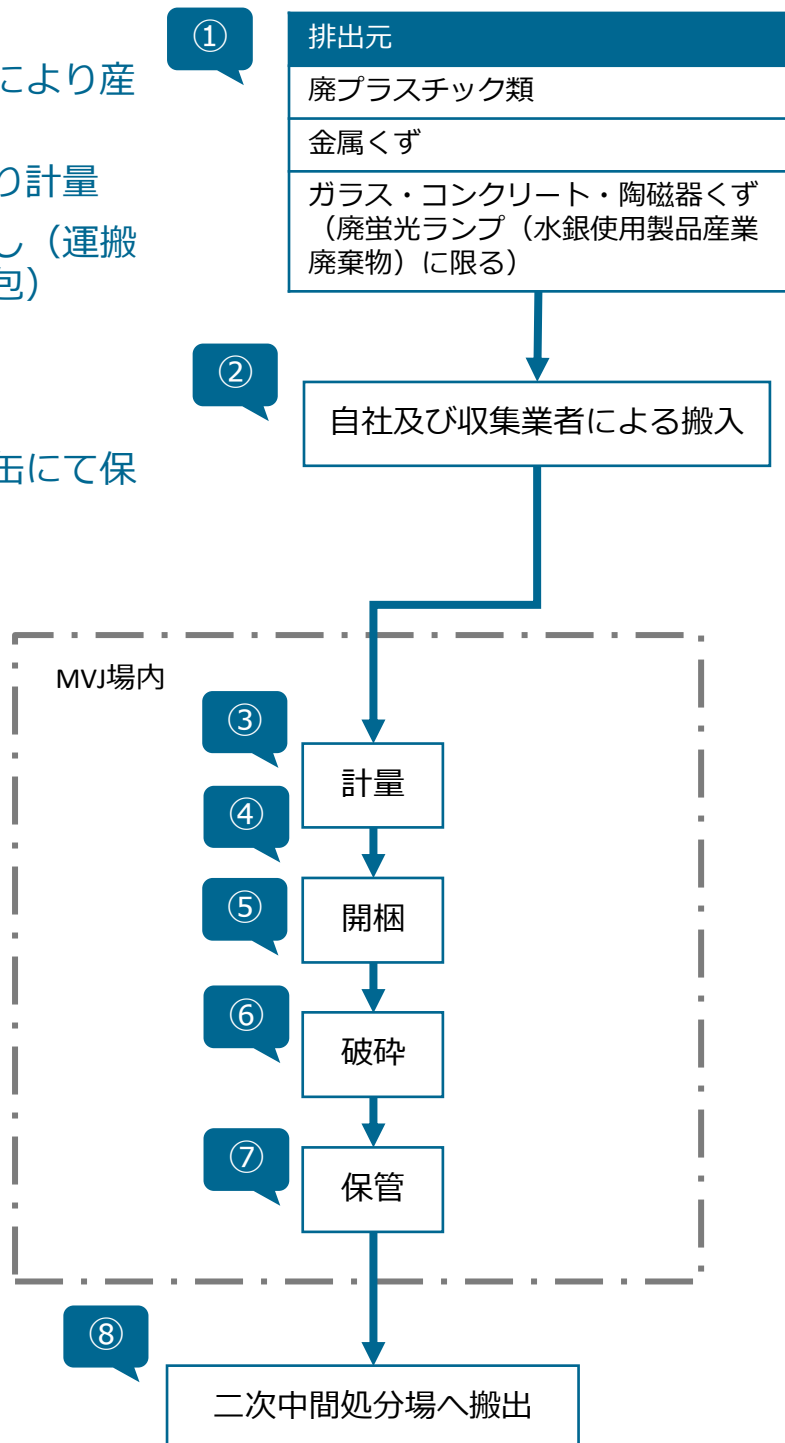 により産
り計量
し（運搬
包）
缶にて保
①
排出元
廃プラスチック類
金属くず
ガラス・コンクリート・陶磁器くず
（廃蛍光ランプ（水銀使用製品産業
廃棄物）に限る）
②
自社及び収集業者による搬入
MVJ場内
③
計量
④
⑤
開梱
⑥
破砕
⑦
保管
⑧
二次中間処分場へ搬出